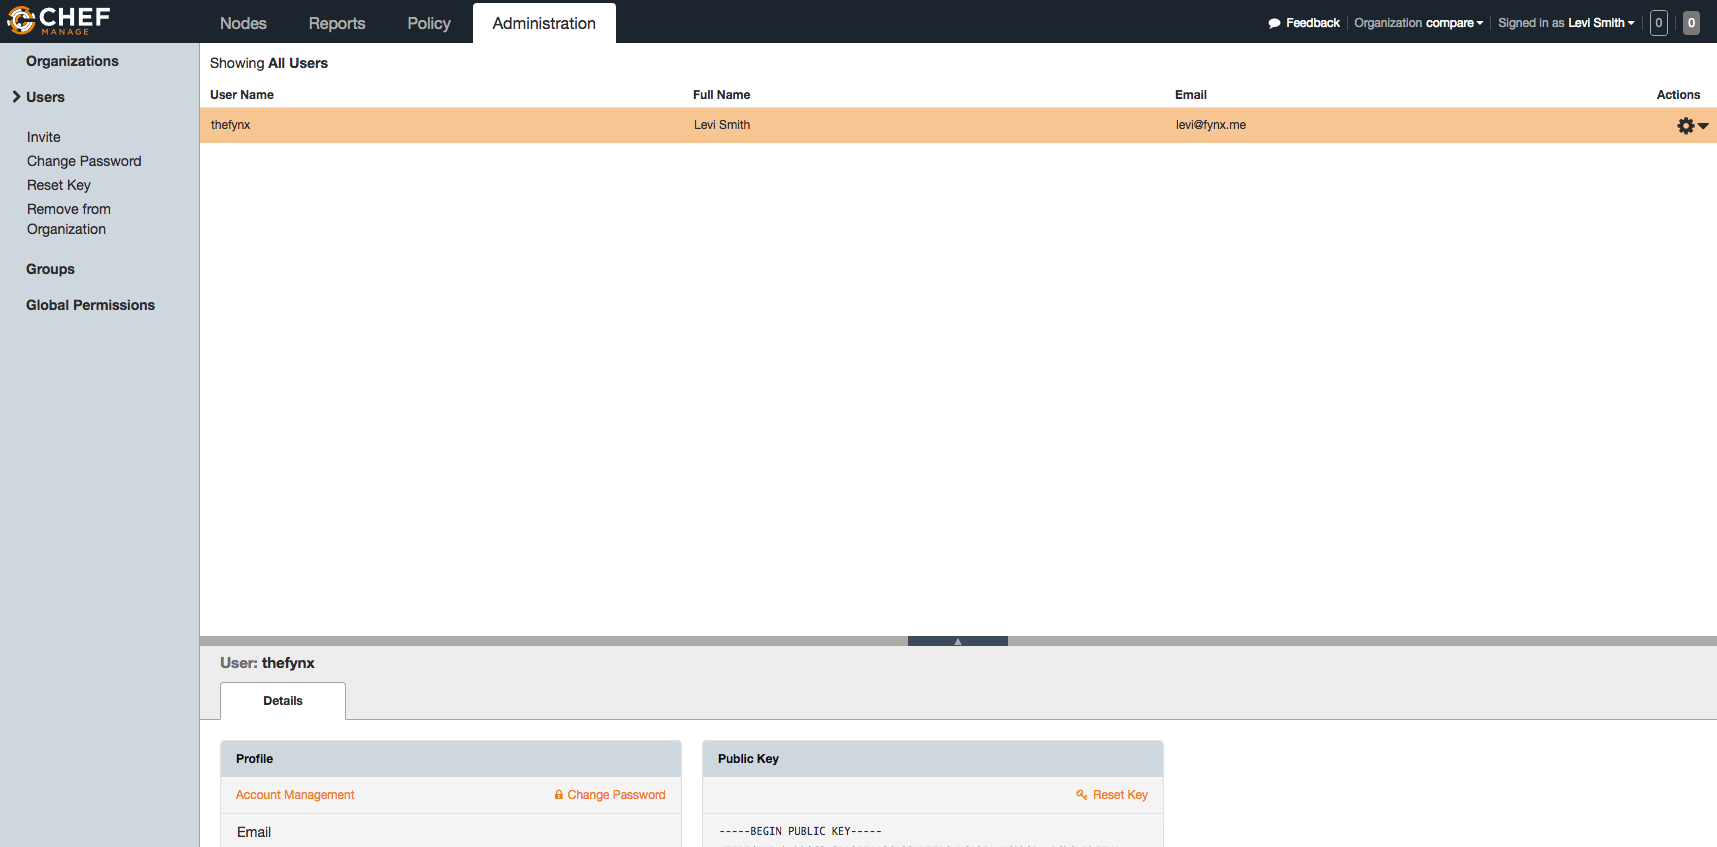 CHEF
MANAGE
Nodes Reports Policy Administration
Feedback Organization compare Signed in as Levi Smith 0 0
Organizations
Users
Invite
Change Password
Reset Key
Remove from
Organization
Groups
Global Permissions
Showing All Users
User Name Full Name Email Actions
thefynx Levi Smith levi@fynx.me
User: thefynx
Details
Profile
Account Management Change Password
Email
Public Key
Reset Key
-----BEGIN PUBLIC KEY-----